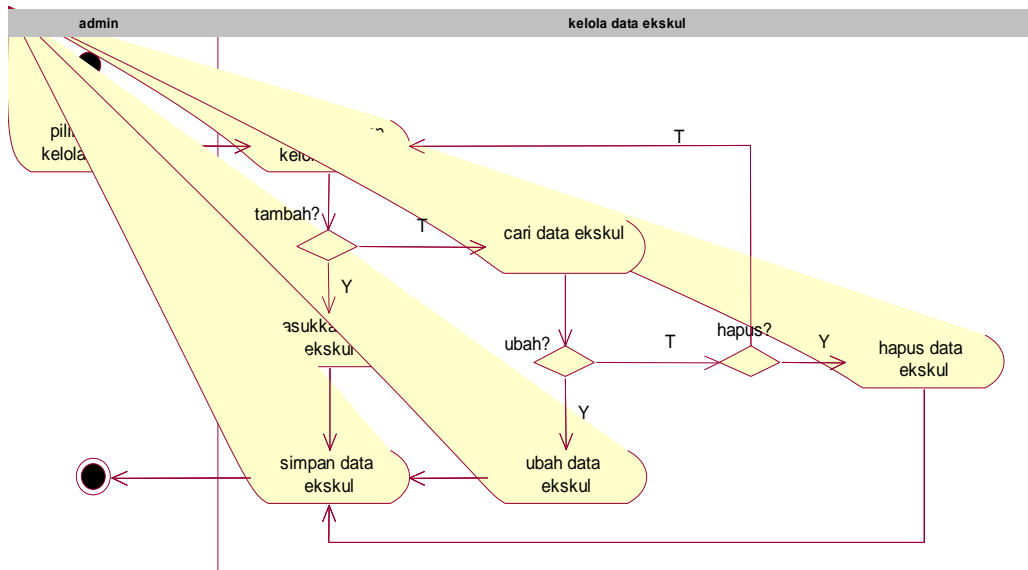 admin
kelola data ekskul
kelola
T
tambah?
T
cari data ekskul
Y
ekskul
ubah?
T
hapus?
Y
hapus data
ekskul
Y
simpan data
ekskul
ubah data
ekskul